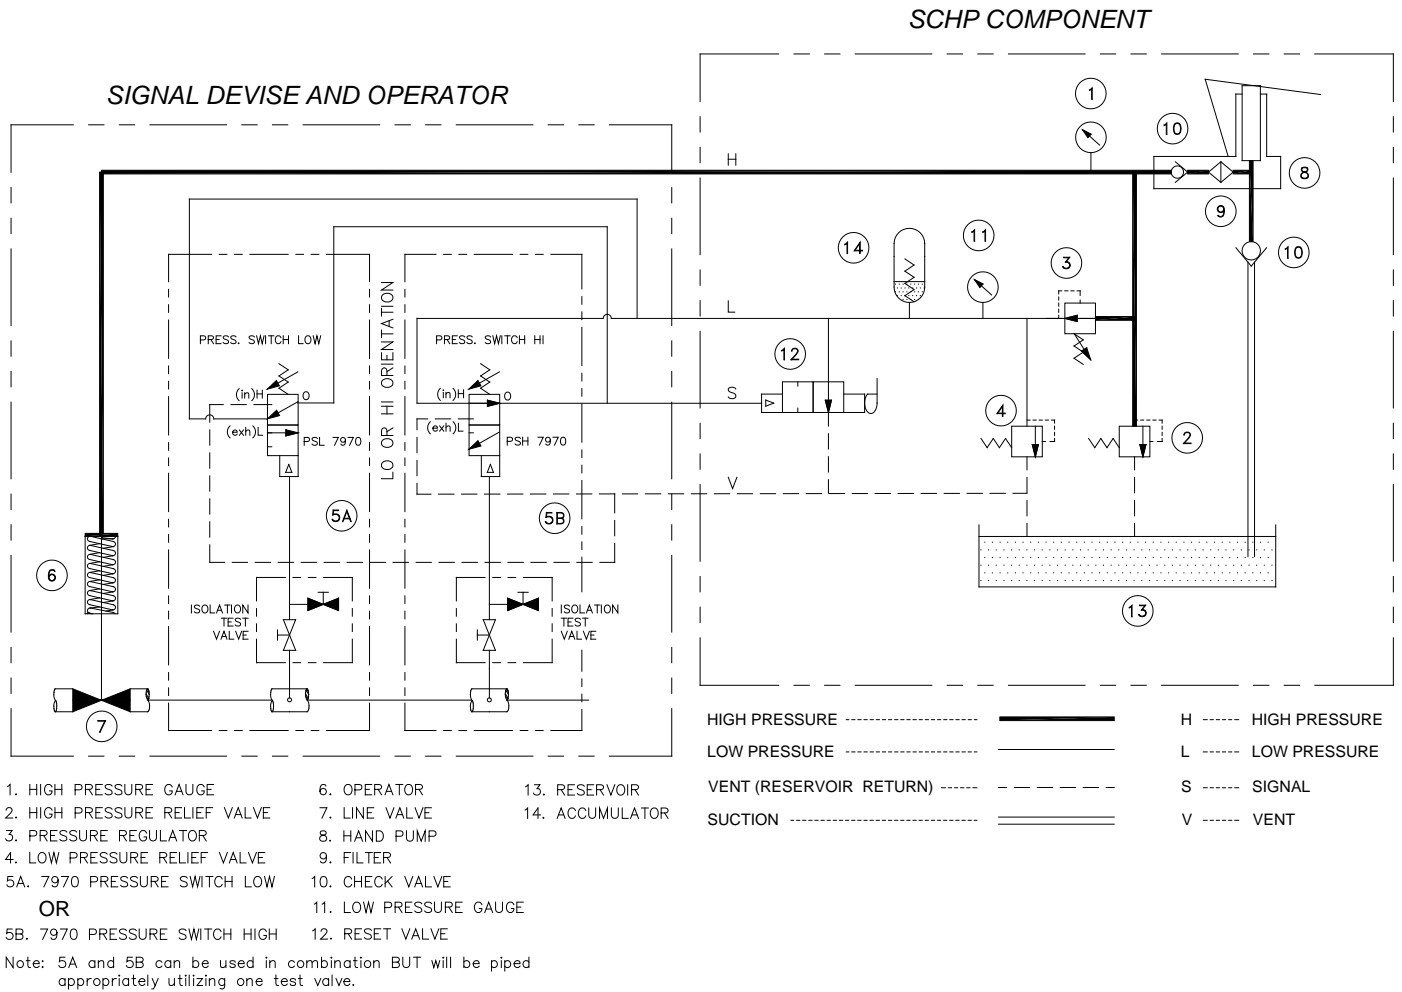 SCHP COMPONENT
SIGNAL DEVISE AND OPERATOR
1
10
H
8
9
14
11
10
3
L
PRESS. SWITCH LOW
PRESS. SWITCH HI
LO OR HI ORIENTATION
12
(in)H
O
(in)H
O
S
4
(exh)L
PSL 7970
(exh)L
PSH 7970
2
V
5A
5B
6
ISOLATION
TEST
VALVE
ISOLATION
TEST
VALVE
13
7
HIGH PRESSURE
H ------ HIGH PRESSURE
LOW PRESSURE
L ------ LOW PRESSURE
VENT (RESERVOIR RETURN)
S ------ SIGNAL
SUCTION
V ------ VENT
1. HIGH PRESSURE GAUGE
2. HIGH PRESSURE RELIEF VALVE
3. PRESSURE REGULATOR
4. LOW PRESSURE RELIEF VALVE
5A. 7970 PRESSURE SWITCH LOW
OR
5B. 7970 PRESSURE SWITCH HIGH
6. OPERATOR
7. LINE VALVE
8. HAND PUMP
9. FILTER
10. CHECK VALVE
11. LOW PRESSURE GAUGE
12. RESET VALVE
13. RESERVOIR
14. ACCUMULATOR
Note: 5A and 5B can be used in combination BUT will be piped
appropriately utilizing one test valve.